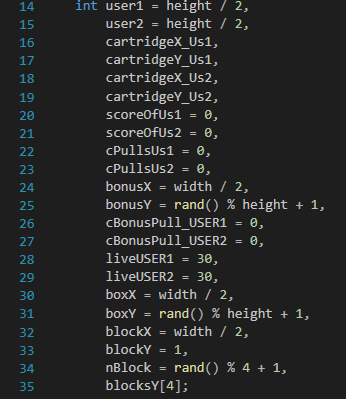 14 int user1 = height / 2,
15 user2 = height / 2,
16 cartridgeX_Us1,
17 cartridgeY_Us1,
18 cartridgeX_Us2,
19 cartridgeY_Us2,
20 scoreOfUs1 = 0,
21 scoreOfUs2 = 0,
22 cPullsUs1 = 0,
23 cPullsUs2 = 0,
24 bonusX = width / 2,
25 bonusY = rand() % height + 1,
26 cBonusPull_USER1 = 0,
27 cBonusPull_USER2 = 0,
28 liveUSER1 = 30,
29 liveUSER2 = 30,
30 boxX = width / 2,
31 boxY = rand() % height + 1,
32 blockX = width / 2,
33 blockY = 1,
34 nBlock = rand() % 4 + 1,
35 blocksY[4];